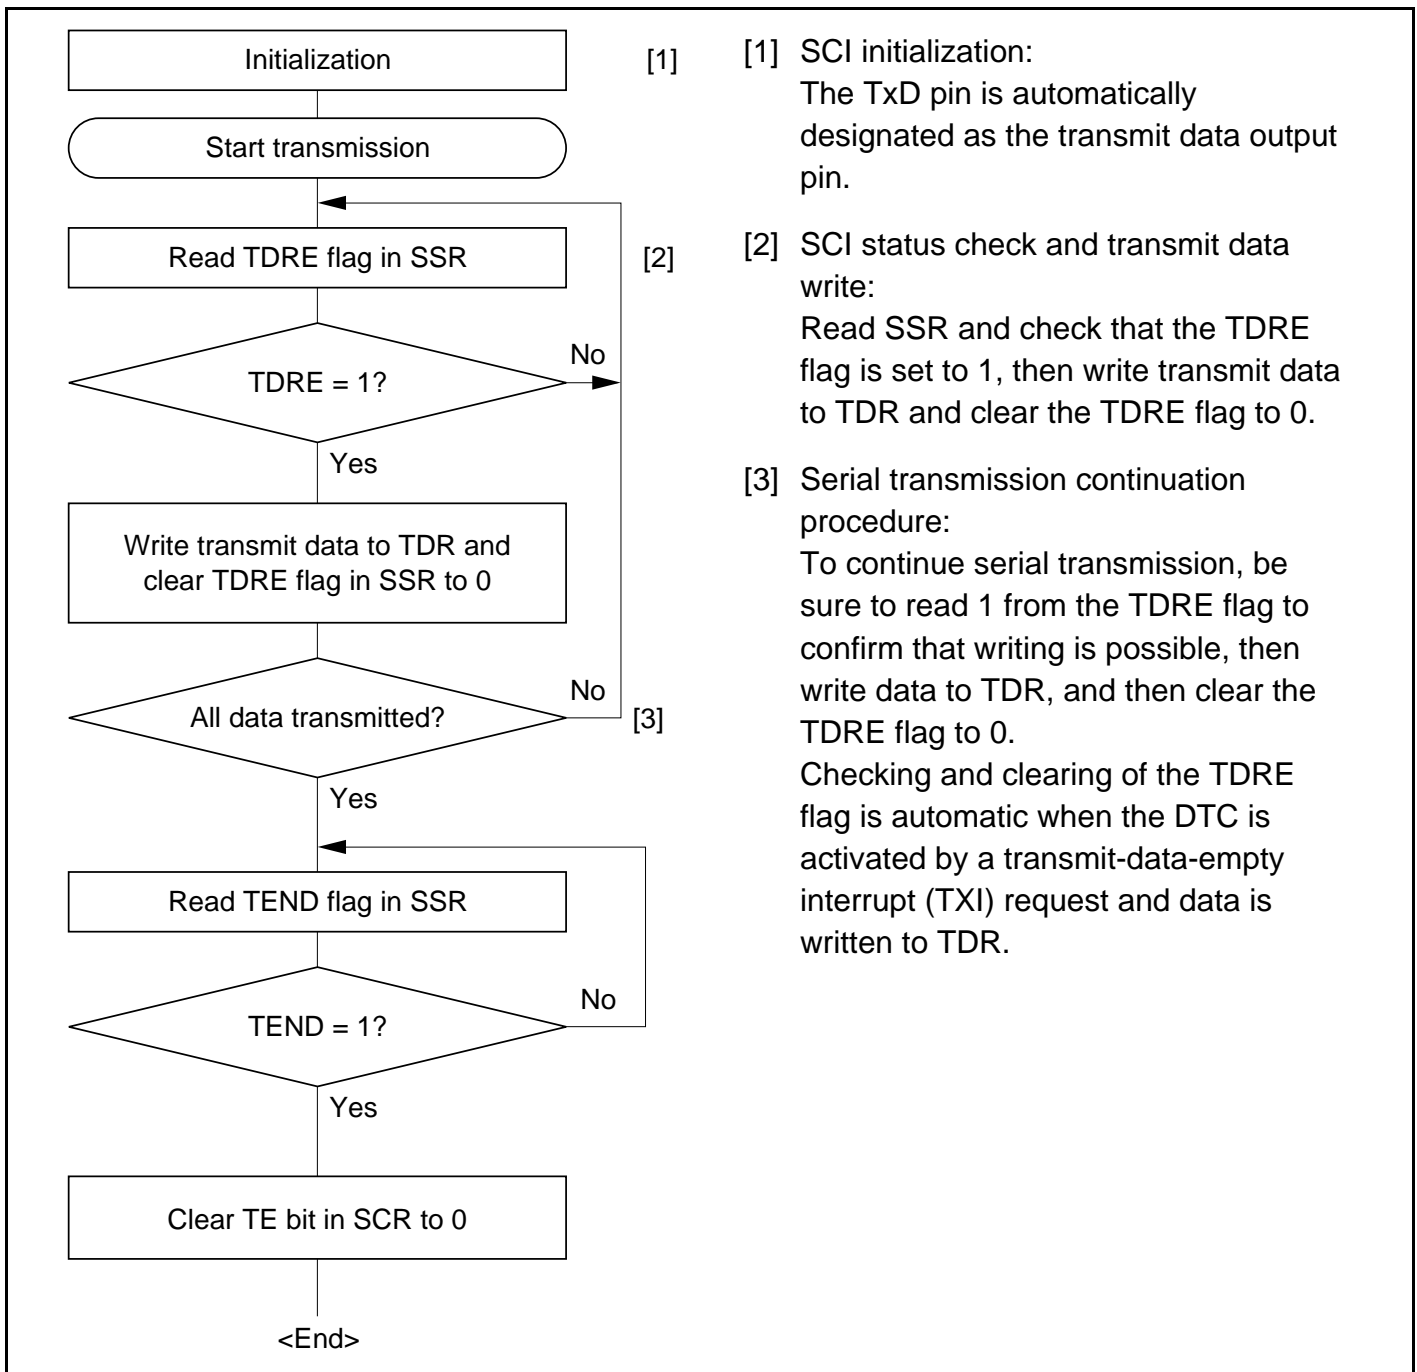 Initialization
[1]
Start transmission
Read TDRE flag in SSR
[2]
TDRE = 1?
No
Yes
Write transmit data to TDR and
clear TDRE flag in SSR to 0
All data transmitted?
No
[3]
Yes
Read TEND flag in SSR
TEND = 1?
No
Yes
Clear TE bit in SCR to 0
<End>
[1] SCI initialization:
The TxD pin is automatically
designated as the transmit data output
pin.
[2] SCI status check and transmit data
write:
Read SSR and check that the TDRE
flag is set to 1, then write transmit data
to TDR and clear the TDRE flag to 0.
[3] Serial transmission continuation
procedure:
To continue serial transmission, be
sure to read 1 from the TDRE flag to
confirm that writing is possible, then
write data to TDR, and then clear the
TDRE flag to 0.
Checking and clearing of the TDRE
flag is automatic when the DTC is
activated by a transmit-data-empty
interrupt (TXI) request and data is
written to TDR.